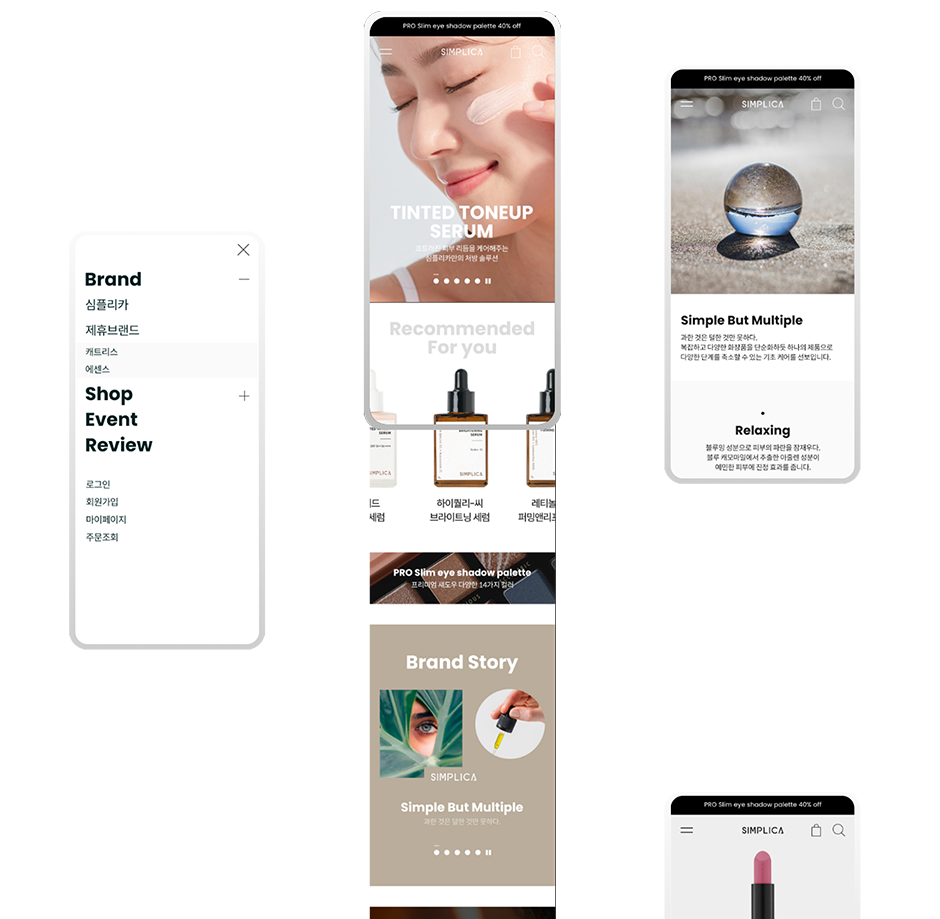 Brand
심플리카
제휴브랜드
캐트리스
에센스
Shop
Event
Review
로그인
회원가입
마이페이지
주문조회
PRO Slim eye shadow palette 40% off
SIMPLICA
TINTED TONEUP
SERUM
피부 리듬을 케어해주는
심플리카만의 처방 솔루션
Recommended
For you
SERUM
SERUM
SIMPLICA
SIMPLICA
하이퀄리-씨
브라이트닝 세럼
세럼
레티놀
퍼밍앤리프
PRO Slim eye shadow palette
프리미엄 섀도우 다양한 14가지 컬러
Brand Story
SIMPLICA
Simple But Multiple
과한 것은 덜한 것만 못하다.
PRO Slim eye shadow palette 40% off
SIMPLICA
Simple But Multiple
과한 것은 덜한 것만 못하다.
복잡하고 다양한 화장품을 단순화하듯 하나의 제품으로
다양한 단계를 축소할 수 있는 기초 케어를 선보입니다.
Relaxing
블루밍 성분으로 피부의 파란을 잠재우다.
블루 캐모마일에서 추출한 아줄렌 성분이
예민한 피부에 진정 효과를 줍니다.
PRO Slim eye shadow palette 40% off
SIMPLICA